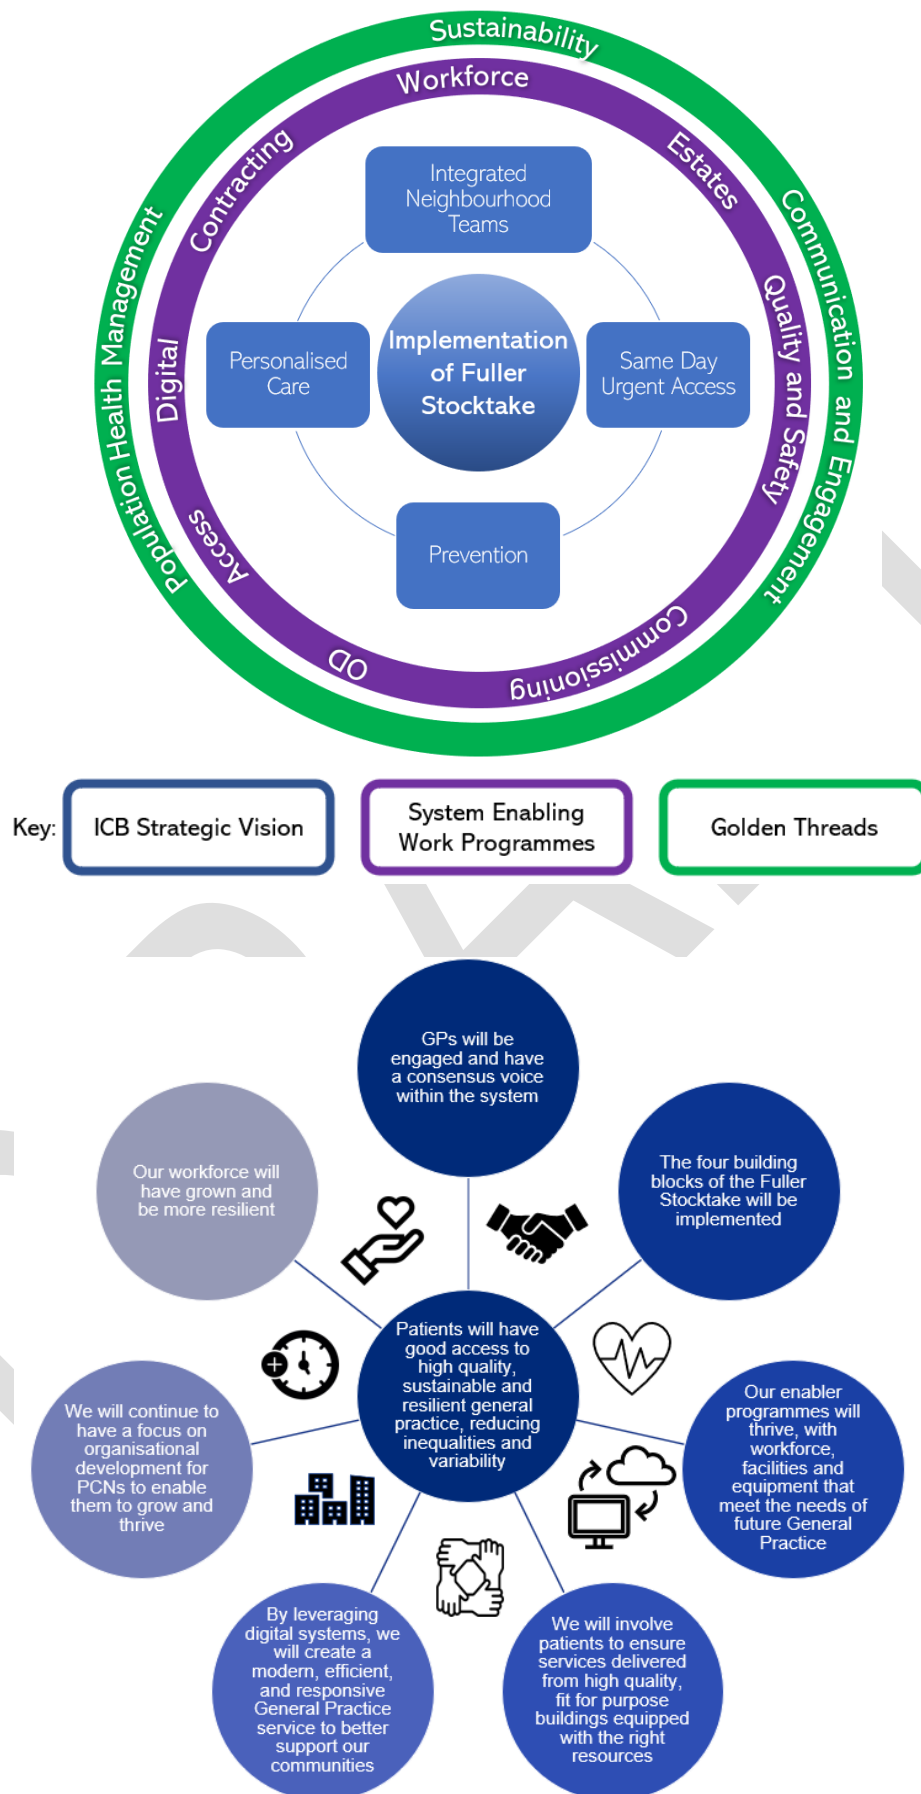 Sustainability
Communication and Engagement
Population Health Management
Workforce
Estates
Quality and Safety
Commissioning
OD
Access
Digital
Contracting
Integrated
Neighbourhood
Teams
Personalised
Care
Implementation
of Fuller
Stocktake
Same Day
Urgent Access
Prevention
Key:
ICB Strategic Vision
System Enabling
Work Programmes
Golden Threads
GPs will be
engaged and have
a consensus voice
within the system
Our workforce will
have grown and
be more resilient
The four building
blocks of the Fuller
Stocktake will be
implemented
Patients will have
good access to
high quality,
sustainable and
resilient general
practice, reducing
inequalities and
variability
We will continue to
have a focus on
organisational
development for
PCNs to enable
them to grow and
thrive
Our enabler
programmes will
thrive, with
workforce,
facilities and
equipment that
meet the needs of
future General
Practice
By leveraging
digital systems, we
will create a
modern, efficient,
and responsive
General Practice
service to better
support our
communities
We will involve
patients to ensure
services delivered
from high quality,
fit for purpose
buildings equipped
with the right
resources